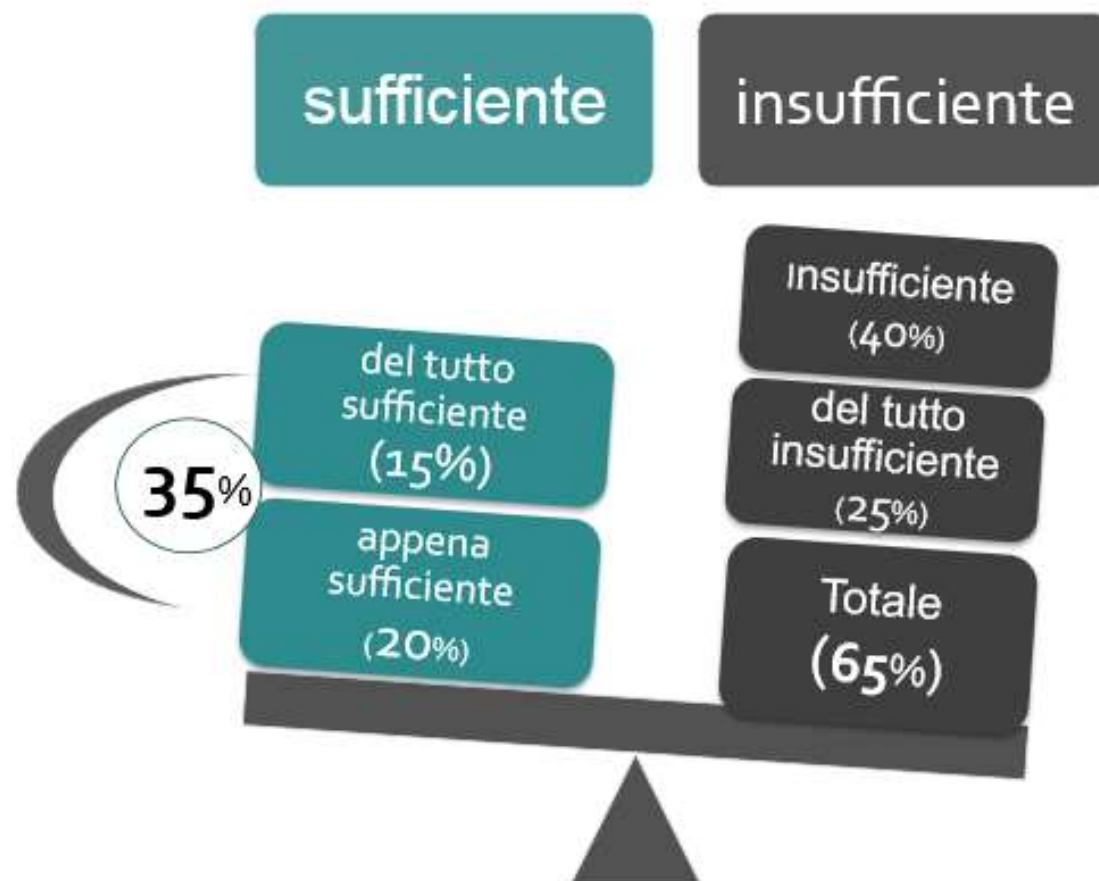 sufficiente
insufficiente
del tutto
sufficiente
(15%)
35%
appena
sufficiente
(20%)
insufficiente
(40%)
del tutto
insufficiente
(25%)
Totale
(65%)